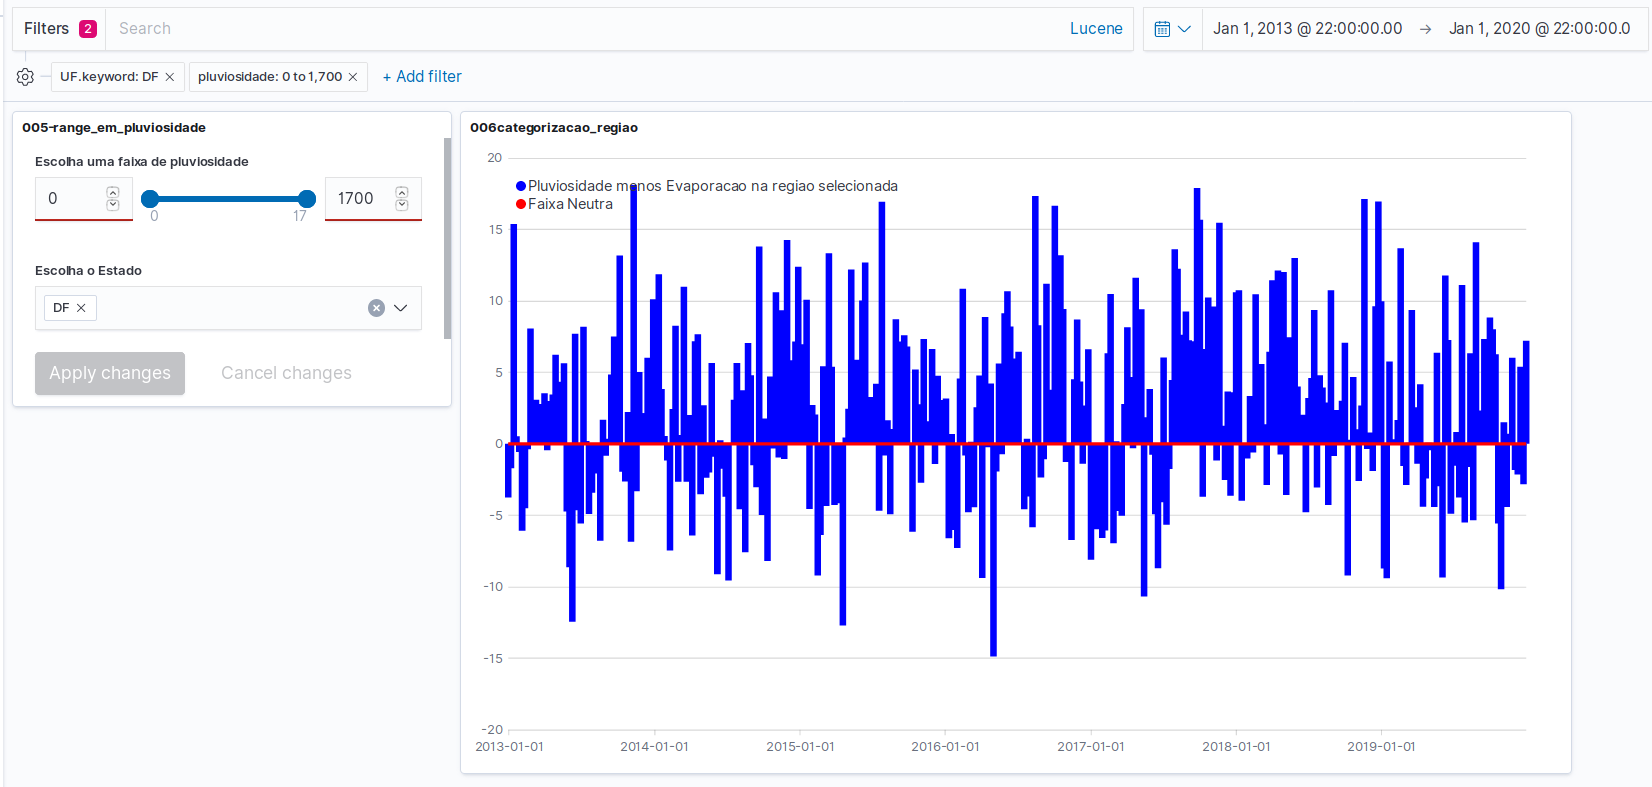 Filters 2 Search Lucene Jan 1, 2013 @ 22:00:00.00 → Jan 1, 2020 @ 22:00:00.0
UF.keyword: DF × pluviosidade: 0 to 1,700 × + Add filter
005-range_em_pluviosidade
Escolha uma faixa de pluviosidade
0 1700
0 17
Escolha o Estado
DF ×
Apply changes Cancel changes
006categorizacao_regiao
Pluviosidade menos Evaporacao na regiao selecionada
Faixa Neutra
20
15
10
5
0
-5
-10
-15
-20
2013-01-01 2014-01-01 2015-01-01 2016-01-01 2017-01-01 2018-01-01 2019-01-01